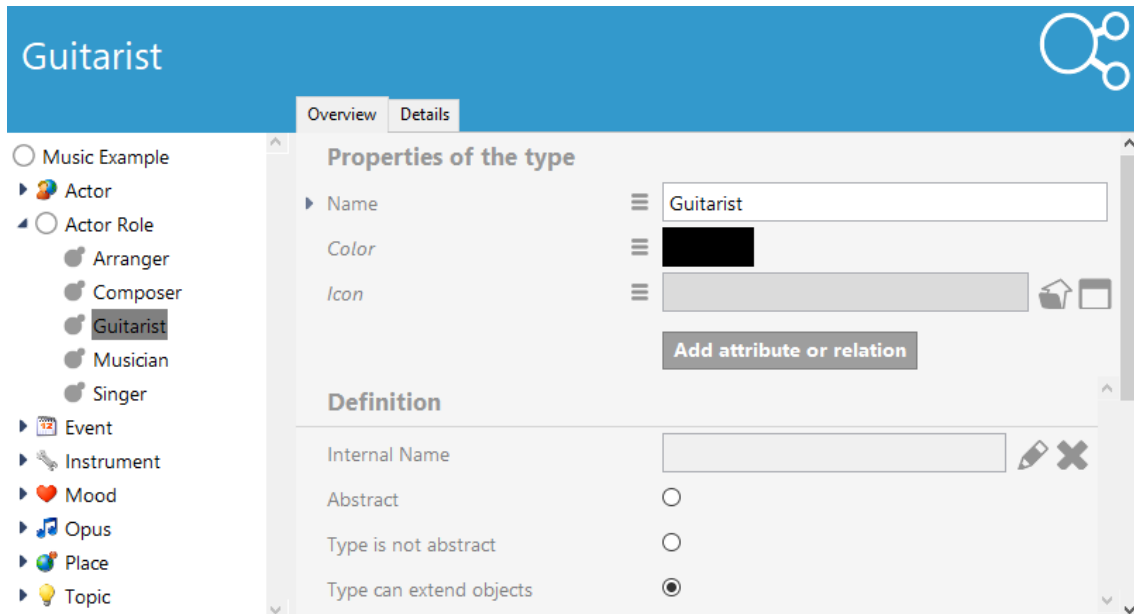 Guitarist
Overview Details
Music Example
Actor
Actor Role
Arranger
Composer
Guitarist
Musician
Singer
Event
Instrument
Mood
Opus
Place
Topic
Properties of the type
Name Guitarist
Color
Icon
Add attribute or relation
Definition
Internal Name
Abstract
Type is not abstract
Type can extend objects